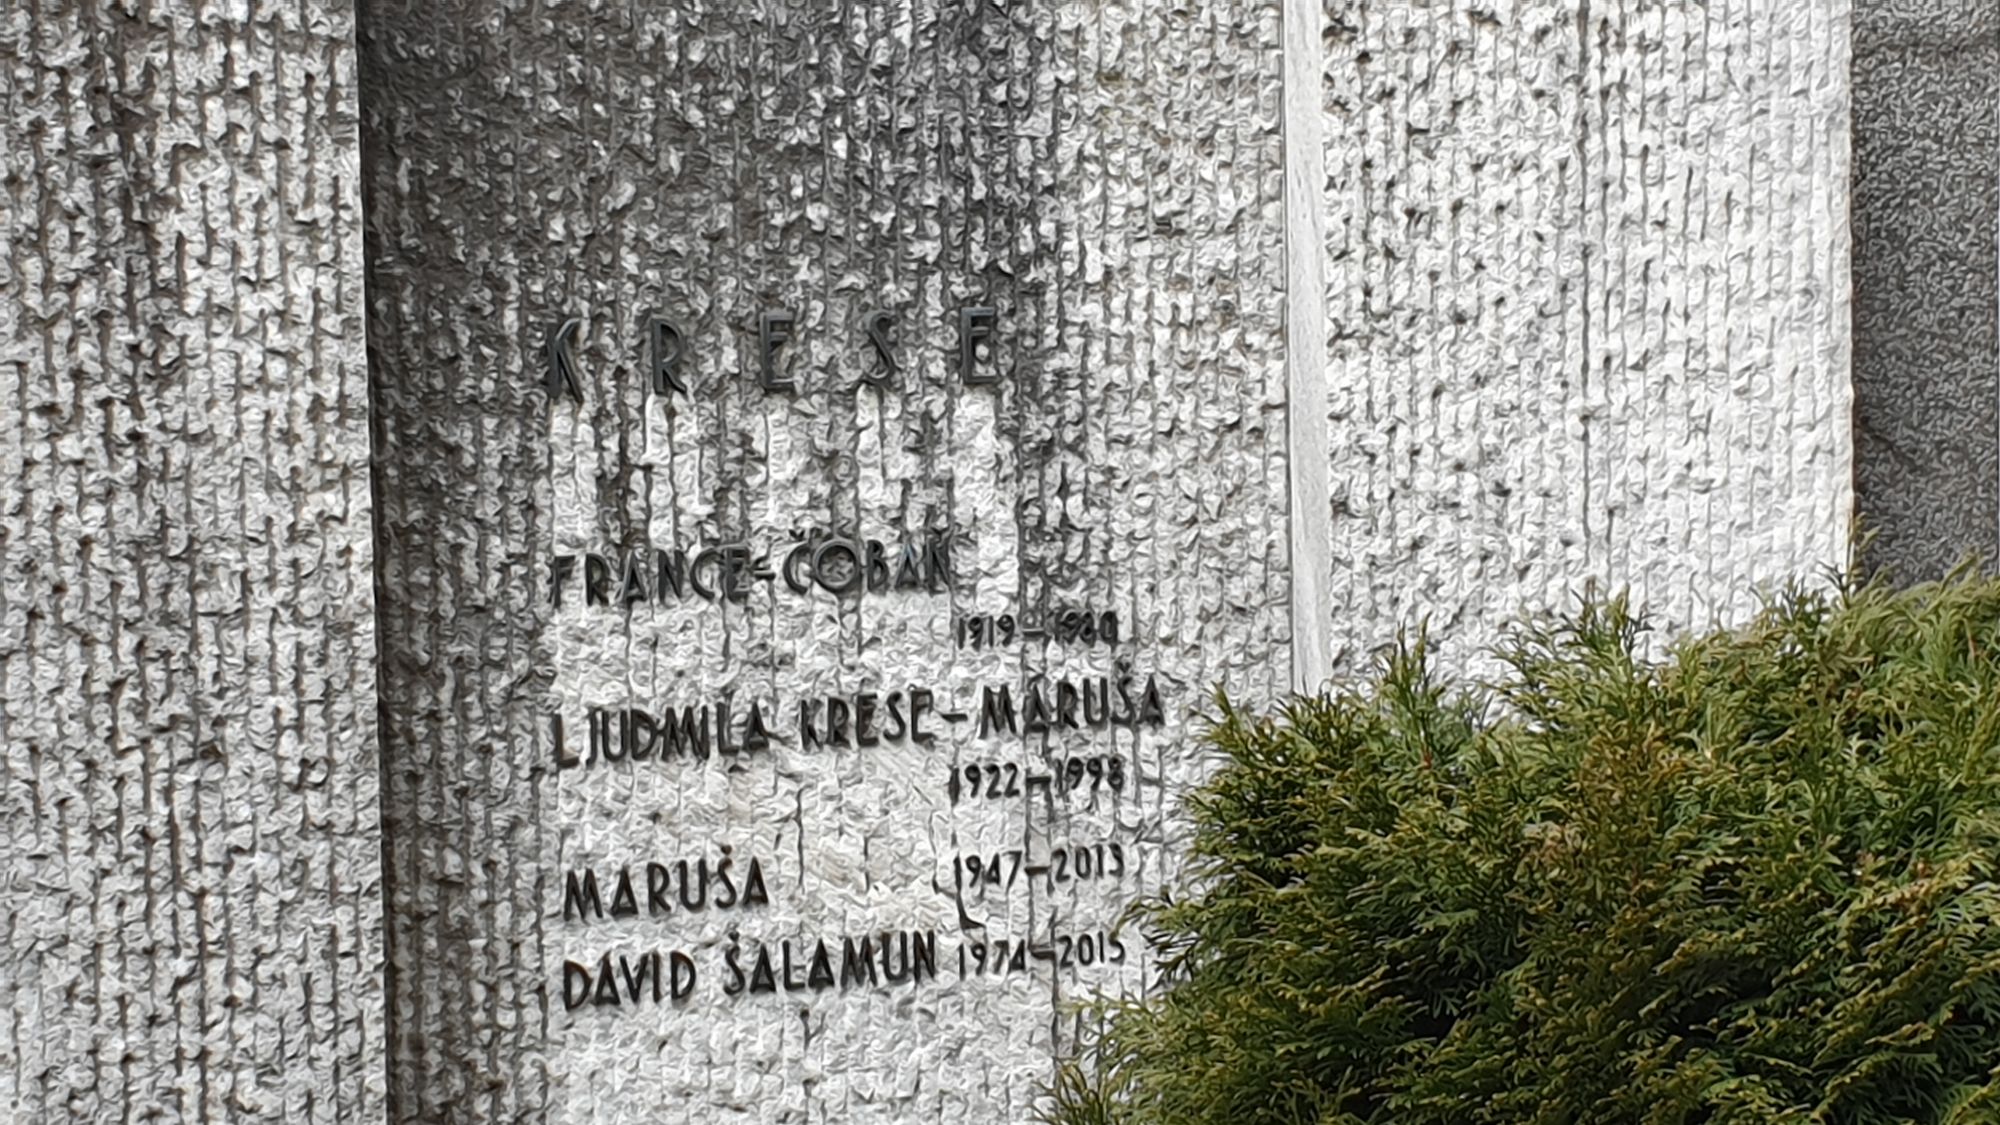 KRESE
FRANCE-ČOBAN
1919-1980
LJUDMILA KRESE-MARUŠA
1922-1998
MARUŠA 1947-2013
DAVID ŠALAMUN 1974-2015